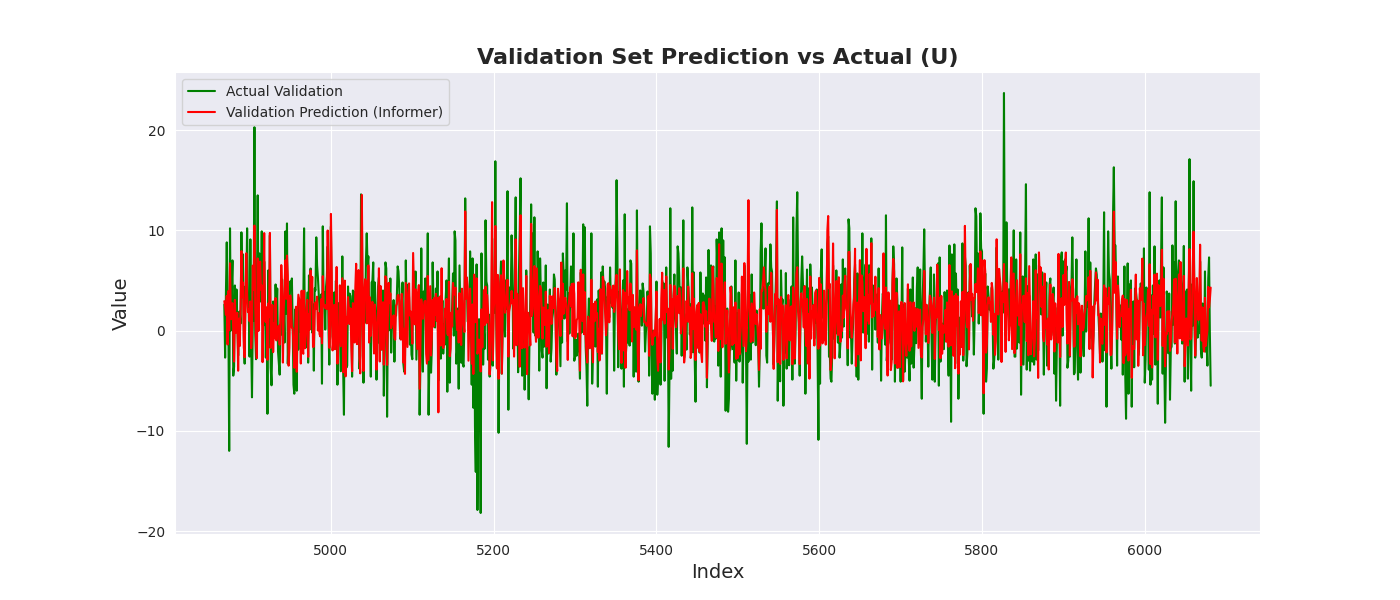 Validation Set Prediction vs Actual (U)
Actual Validation
Validation Prediction (Informer)
Value
20
10
0
−10
−20
5000 5200 5400 5600 5800 6000
Index